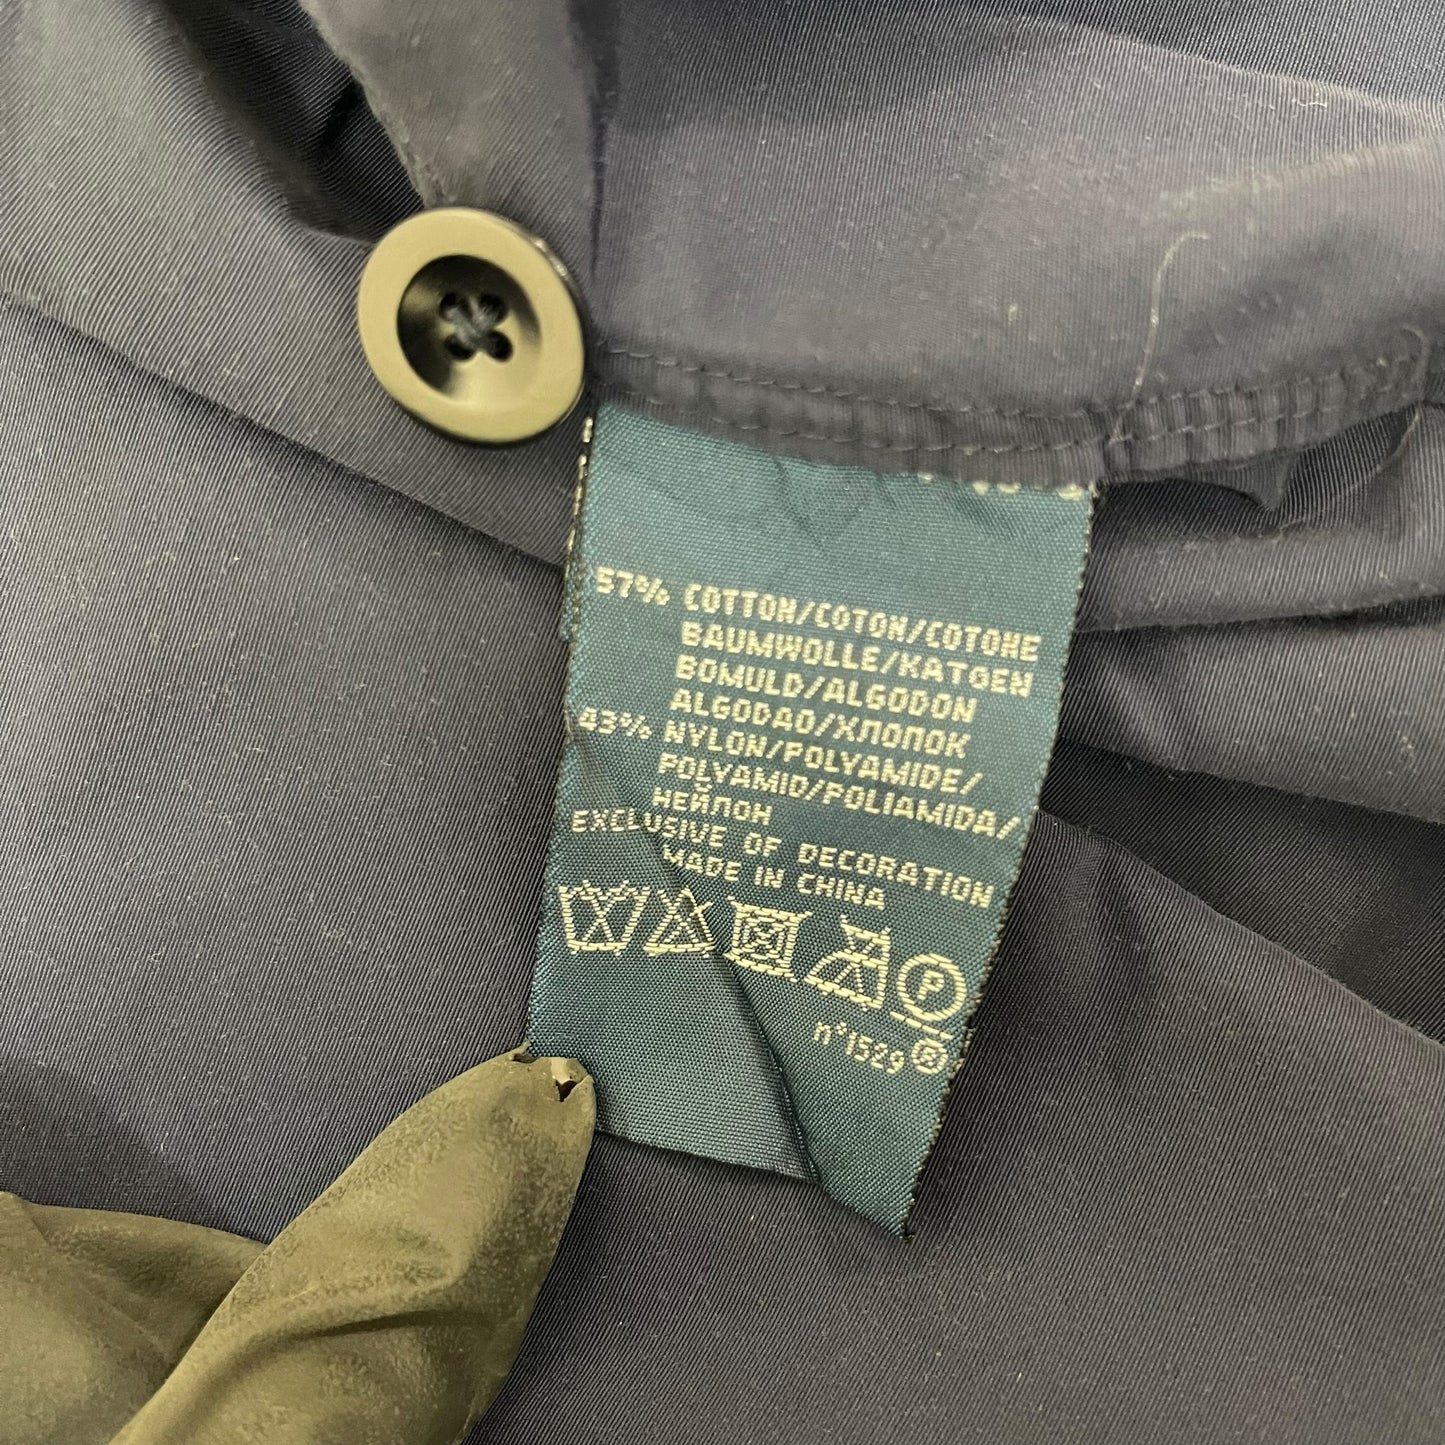 57% COTTON/COTON/COTONE
BAUMWOLLE/KATOEN
BOMULD/ALGODON
ALGODAO/ХЛОПОК
43% NYLON/POLYAMIDE/
POLYAMID/POLIAMIDA/
НЕЙЛОН
EXCLUSIVE OF DECORATION
MADE IN CHINA
P
n°1529 ®